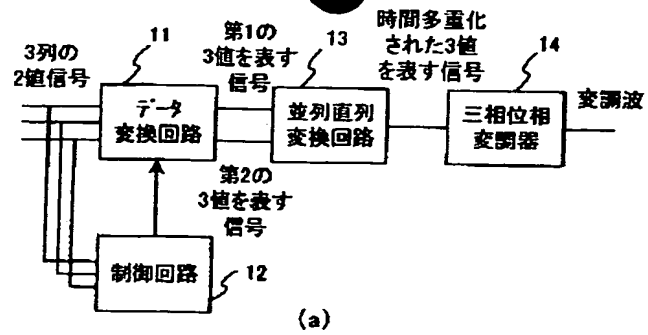 3列の
2値信号
11
データ
変換回路
第1の
3値を表す
信号
第2の
3値を表す
信号
13
並列直列
変換回路
時間多重化
された3値
を表す信号
14
三相位相
変調器
変調波
制御回路
12
(a)